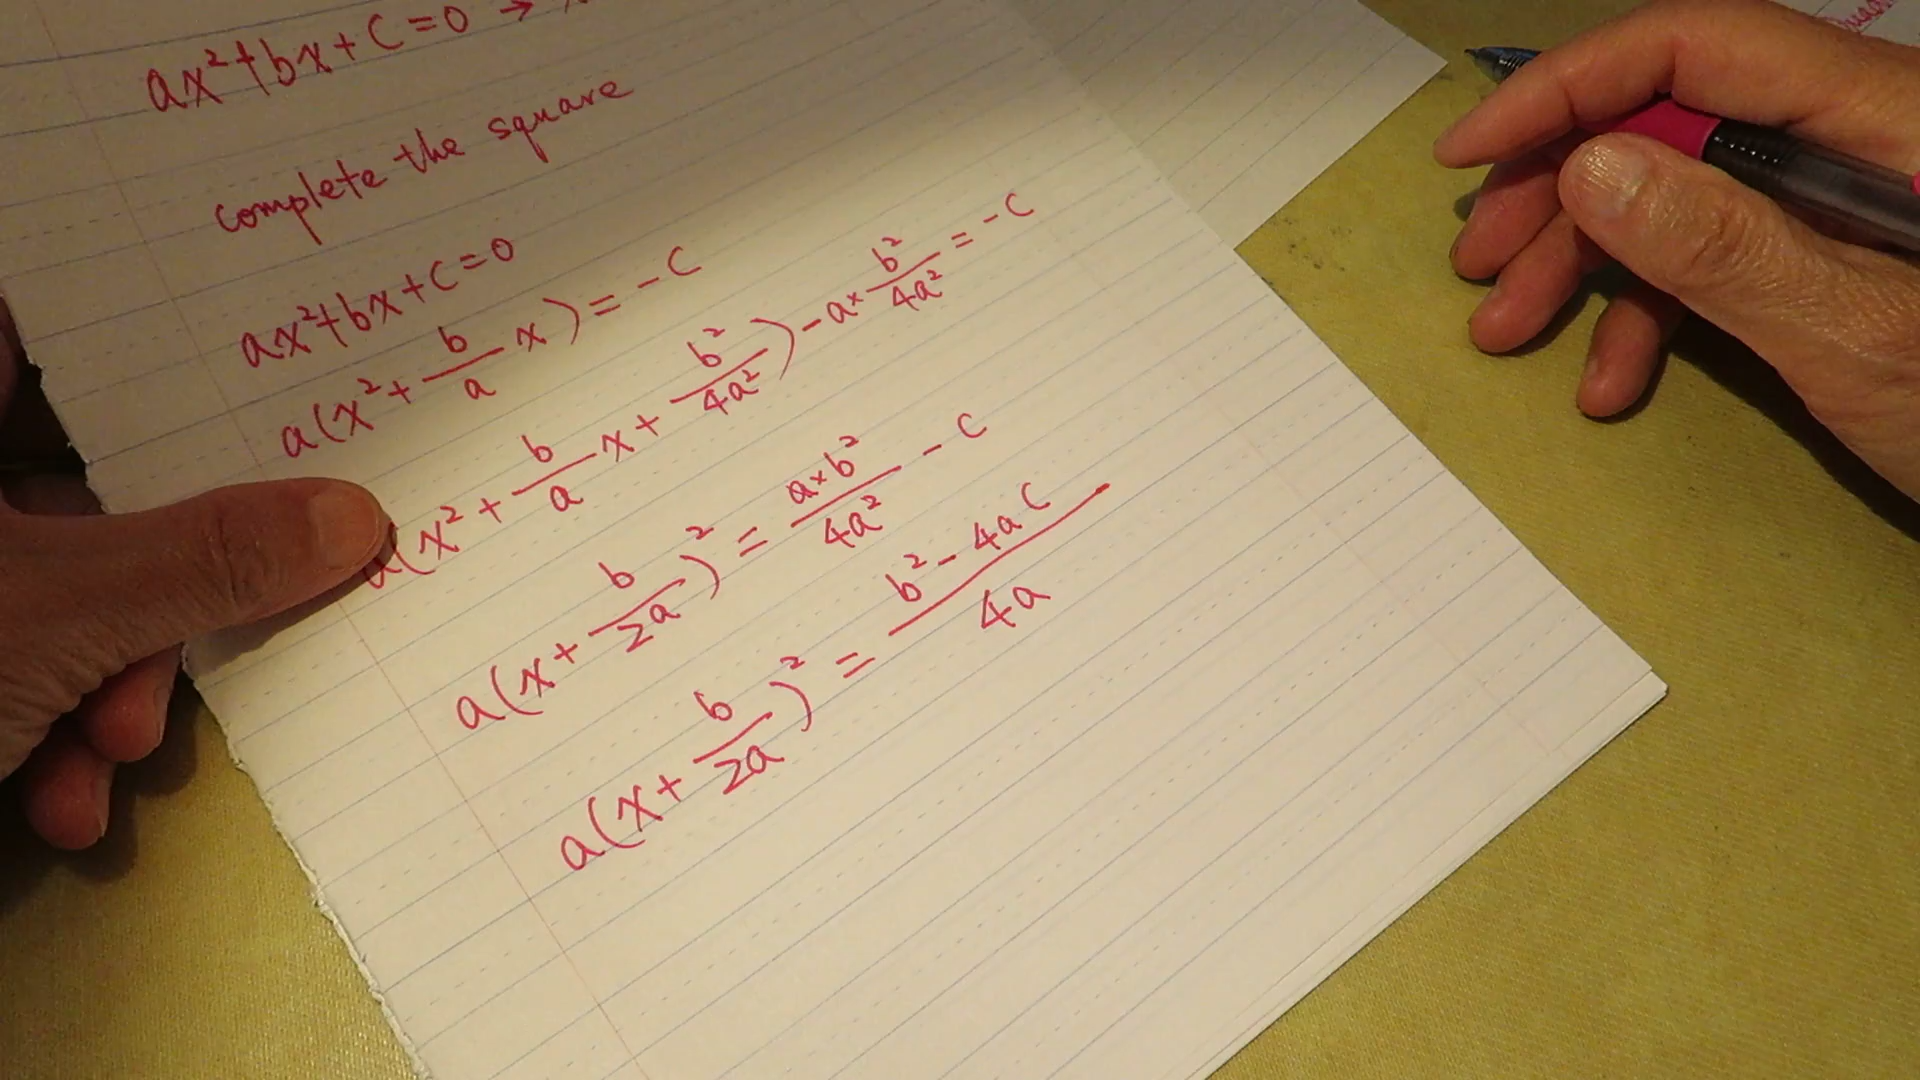 ax²+bx+c=0 →
complete the square
ax²+bx+c=0
a(x²+b/a x)=-c
a(x²+b/a x+b²/4a²)-a×b²/4a²=-c
a(x+b/2a)²=a×b²/4a²-c
a(x+b/2a)²=b²-4ac/4a